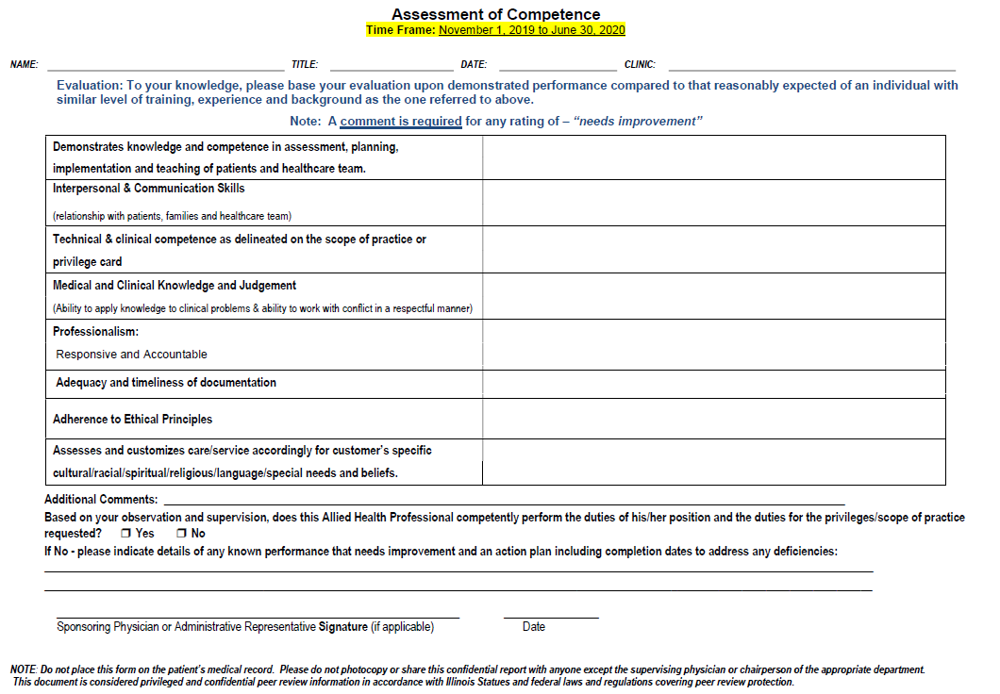 Assessment of Competence
Time Frame: November 1, 2019 to June 30, 2020
NAME: TITLE: DATE: CLINIC:
Evaluation: To your knowledge, please base your evaluation upon demonstrated performance compared to that reasonably expected of an individual with
similar level of training, experience and background as the one referred to above.
Note: A comment is required for any rating of – “needs improvement”
Demonstrates knowledge and competence in assessment, planning,
implementation and teaching of patients and healthcare team.
Interpersonal & Communication Skills
(relationship with patients, families and healthcare team)
Technical & clinical competence as delineated on the scope of practice or
privilege card
Medical and Clinical Knowledge and Judgement
(Ability to apply knowledge to clinical problems & ability to work with conflict in a respectful manner)
Professionalism:
Responsive and Accountable
Adequacy and timeliness of documentation
Adherence to Ethical Principles
Assesses and customizes care/service accordingly for customer’s specific
cultural/racial/spiritual/religious/language/special needs and beliefs.
Additional Comments:
Based on your observation and supervision, does this Allied Health Professional competently perform the duties of his/her position and the duties for the privileges/scope of practice
requested? ❒ Yes ❒ No
If No - please indicate details of any known performance that needs improvement and an action plan including completion dates to address any deficiencies:
Sponsoring Physician or Administrative Representative Signature (if applicable) Date
NOTE: Do not place this form on the patient’s medical record. Please do not photocopy or share this confidential report with anyone except the supervising physician or chairperson of the appropriate department.
This document is considered privileged and confidential peer review information in accordance with Illinois Statues and federal laws and regulations covering peer review protection.